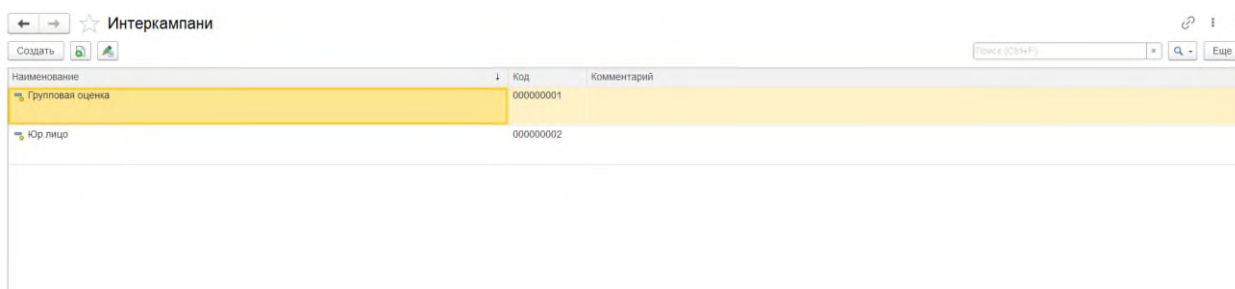 Интеркампани
Создать Поиск (Ctrl+F) × Еще
Наименование ↓ Код Комментарий
Групповая оценка 000000001
Юр.лицо 000000002